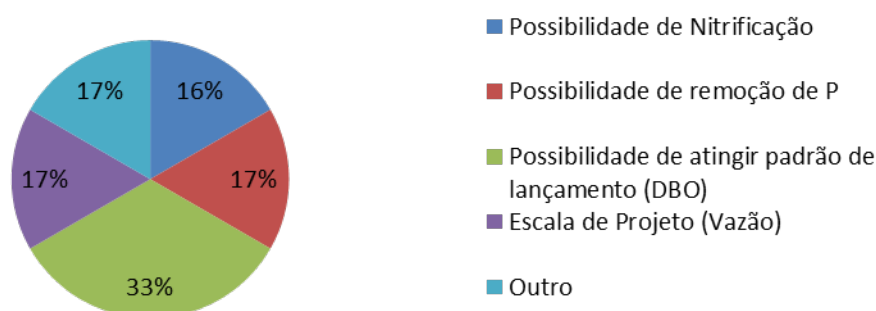 Possibilidade de Nitrificação
17%
16%
Possibilidade de remoção de P
17%
17%
Possibilidade de atingir padrão de
lançamento (DBO)
Escala de Projeto (Vazão)
33%
Outro